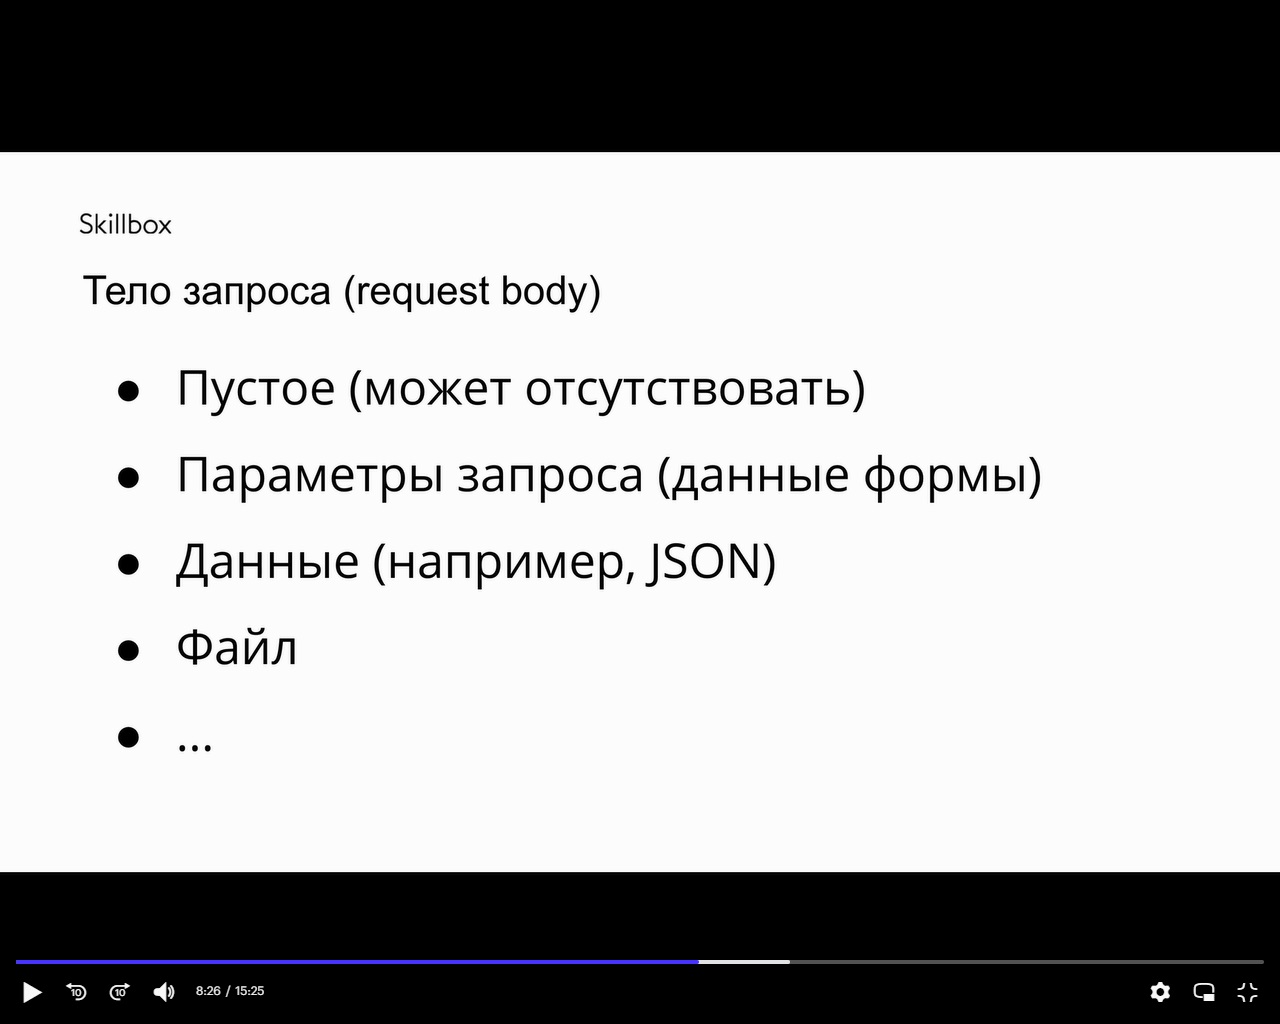 Skillbox
Тело запроса (request body)
● Пустое (может отсутствовать)
● Параметры запроса (данные формы)
● Данные (например, JSON)
● Файл
● ...
10 10 8:26 / 15:25